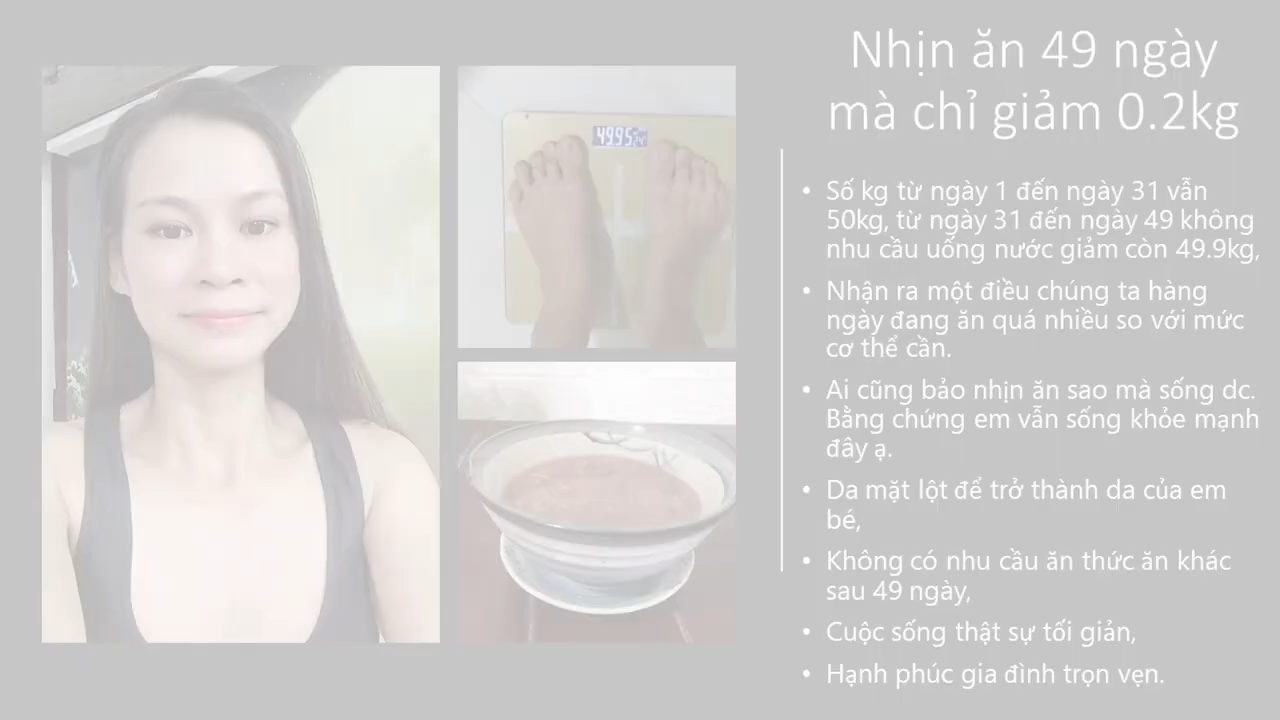 Nhịn ăn 49 ngày
mà chỉ giảm 0.2kg
49.95
• Số kg từ ngày 1 đến ngày 31 vẫn
50kg, từ ngày 31 đến ngày 49 không
nhu cầu uống nước giảm còn 49.9kg,
• Nhận ra một điều chúng ta hàng
ngày đang ăn quá nhiều so với mức
cơ thể cần.
• Ai cũng bảo nhịn ăn sao mà sống dc.
Bằng chứng em vẫn sống khỏe mạnh
đây ạ.
• Da mặt lột để trở thành da của em
bé,
• Không có nhu cầu ăn thức ăn khác
sau 49 ngày,
• Cuộc sống thật sự tối giản,
• Hạnh phúc gia đình trọn vẹn.